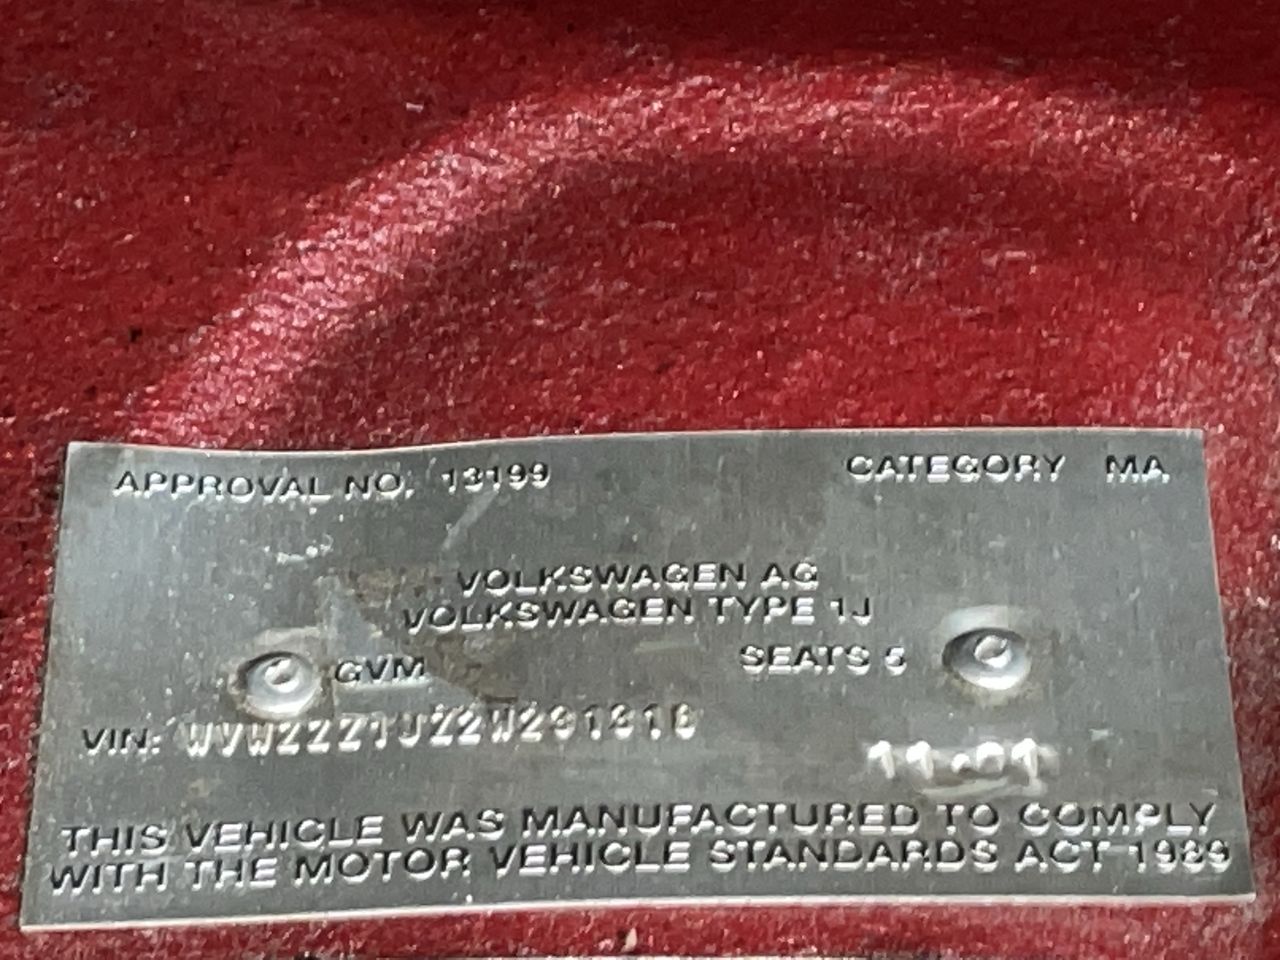 APPROVAL NO. 13199 CATEGORY MA
VOLKSWAGEN AG
VOLKSWAGEN TYPE 1J
GVM SEATS 5
VIN:
11-01
THIS VEHICLE WAS MANUFACTURED TO COMPLY
WITH THE MOTOR VEHICLE STANDARDS ACT 1989